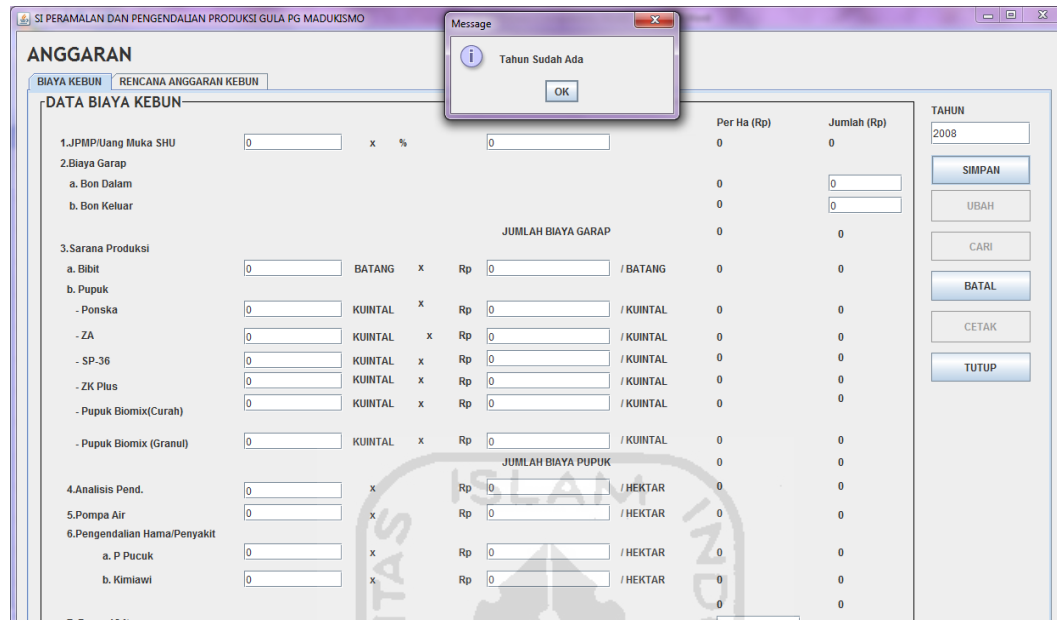 SI PERAMALAN DAN PENGENDALIAN PRODUKSI GULA PG MADUKISMO
Message
Tahun Sudah Ada
OK
ANGGARAN
BIAYA KEBUN RENCANA ANGGARAN KEBUN
DATA BIAYA KEBUN
TAHUN
2008
SIMPAN
UBAH
CARI
BATAL
CETAK
TUTUP
Per Ha (Rp) Jumlah (Rp)
1.JPMP/Uang Muka SHU 0 x % 0 0 0
2.Biaya Garap
a. Bon Dalam 0 0
b. Bon Keluar 0 0
JUMLAH BIAYA GARAP 0 0
3.Sarana Produksi
a. Bibit 0 BATANG x Rp 0 / BATANG 0 0
b. Pupuk
- Ponska 0 KUINTAL x Rp 0 / KUINTAL 0 0
- ZA 0 KUINTAL x Rp 0 / KUINTAL 0 0
- SP-36 0 KUINTAL x Rp 0 / KUINTAL 0 0
- ZK Plus 0 KUINTAL x Rp 0 / KUINTAL 0 0
- Pupuk Biomix(Curah) 0 KUINTAL x Rp 0 / KUINTAL 0 0
- Pupuk Biomix (Granul) 0 KUINTAL x Rp 0 / KUINTAL 0 0
JUMLAH BIAYA PUPUK 0 0
4.Analisis Pend. 0 x Rp 0 / HEKTAR 0 0
5.Pompa Air 0 x Rp 0 / HEKTAR 0 0
6.Pengendalian Hama/Penyakit
a. P Pucuk 0 x Rp 0 / HEKTAR 0 0
b. Kimiawi 0 x Rp 0 / HEKTAR 0 0
0 0
ISLAM